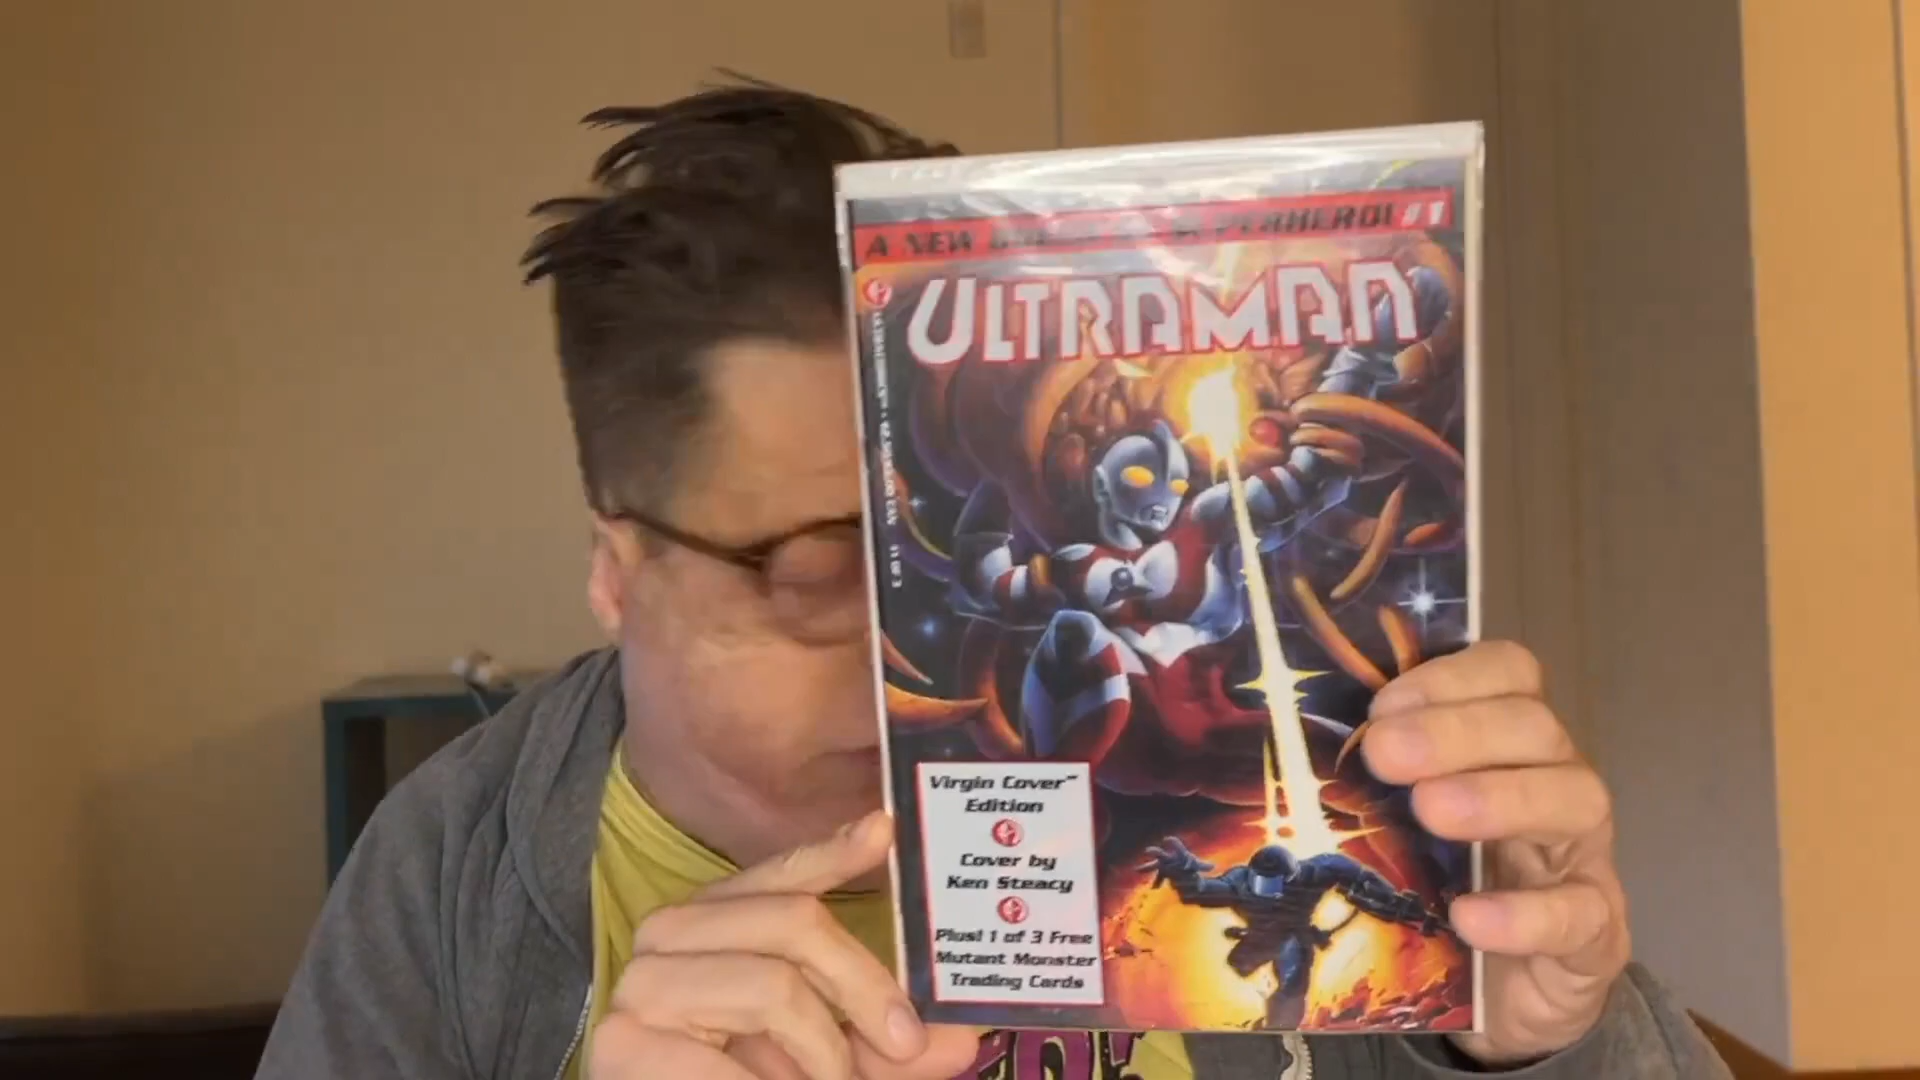 A NEW SUPERHERO! #1
ULTRAMAN
Virgin Cover™
Edition
Cover by
Ken Steacy
Plus! 1 of 3 Free
Mutant Monster
Trading Cards